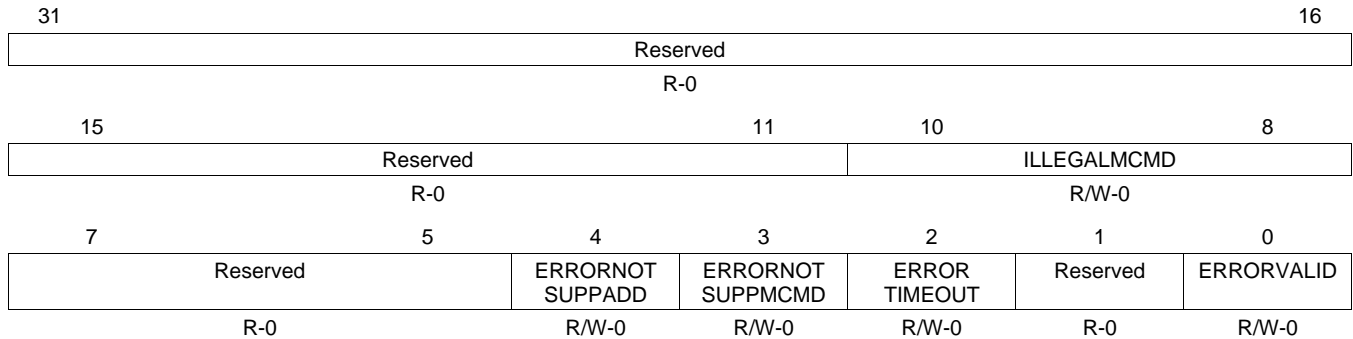 31 16
Reserved
R-0
15 11 10 8
Reserved ILLEGALMCMD
R-0 R/W-0
7 5 4 3 2 1 0
Reserved ERRORNOT ERRORNOT ERROR Reserved ERRORVALID
SUPPADD SUPPMCMD TIMEOUT
R-0 R/W-0 R/W-0 R/W-0 R-0 R/W-0